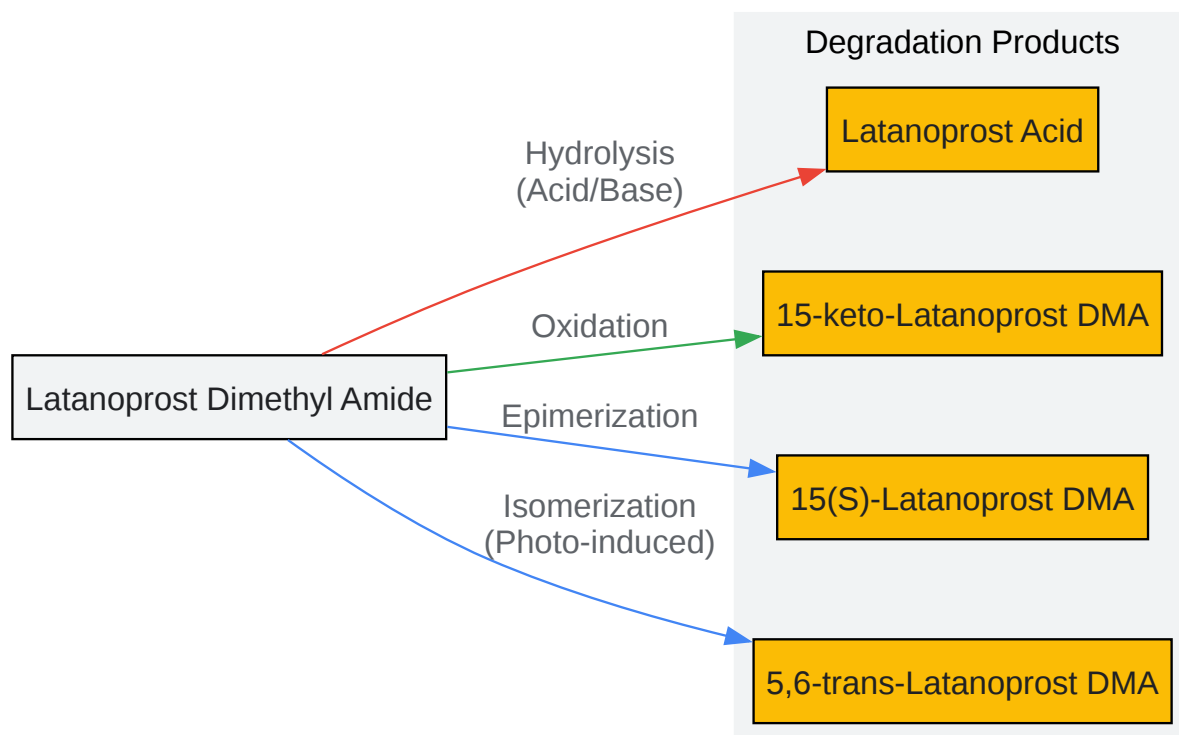 Degradation Products
Latanoprost Acid
Hydrolysis
(Acid/Base)
15-keto-Latanoprost DMA
Oxidation
Latanoprost Dimethyl Amide
Epimerization
15(S)-Latanoprost DMA
Isomerization
(Photo-induced)
5,6-trans-Latanoprost DMA